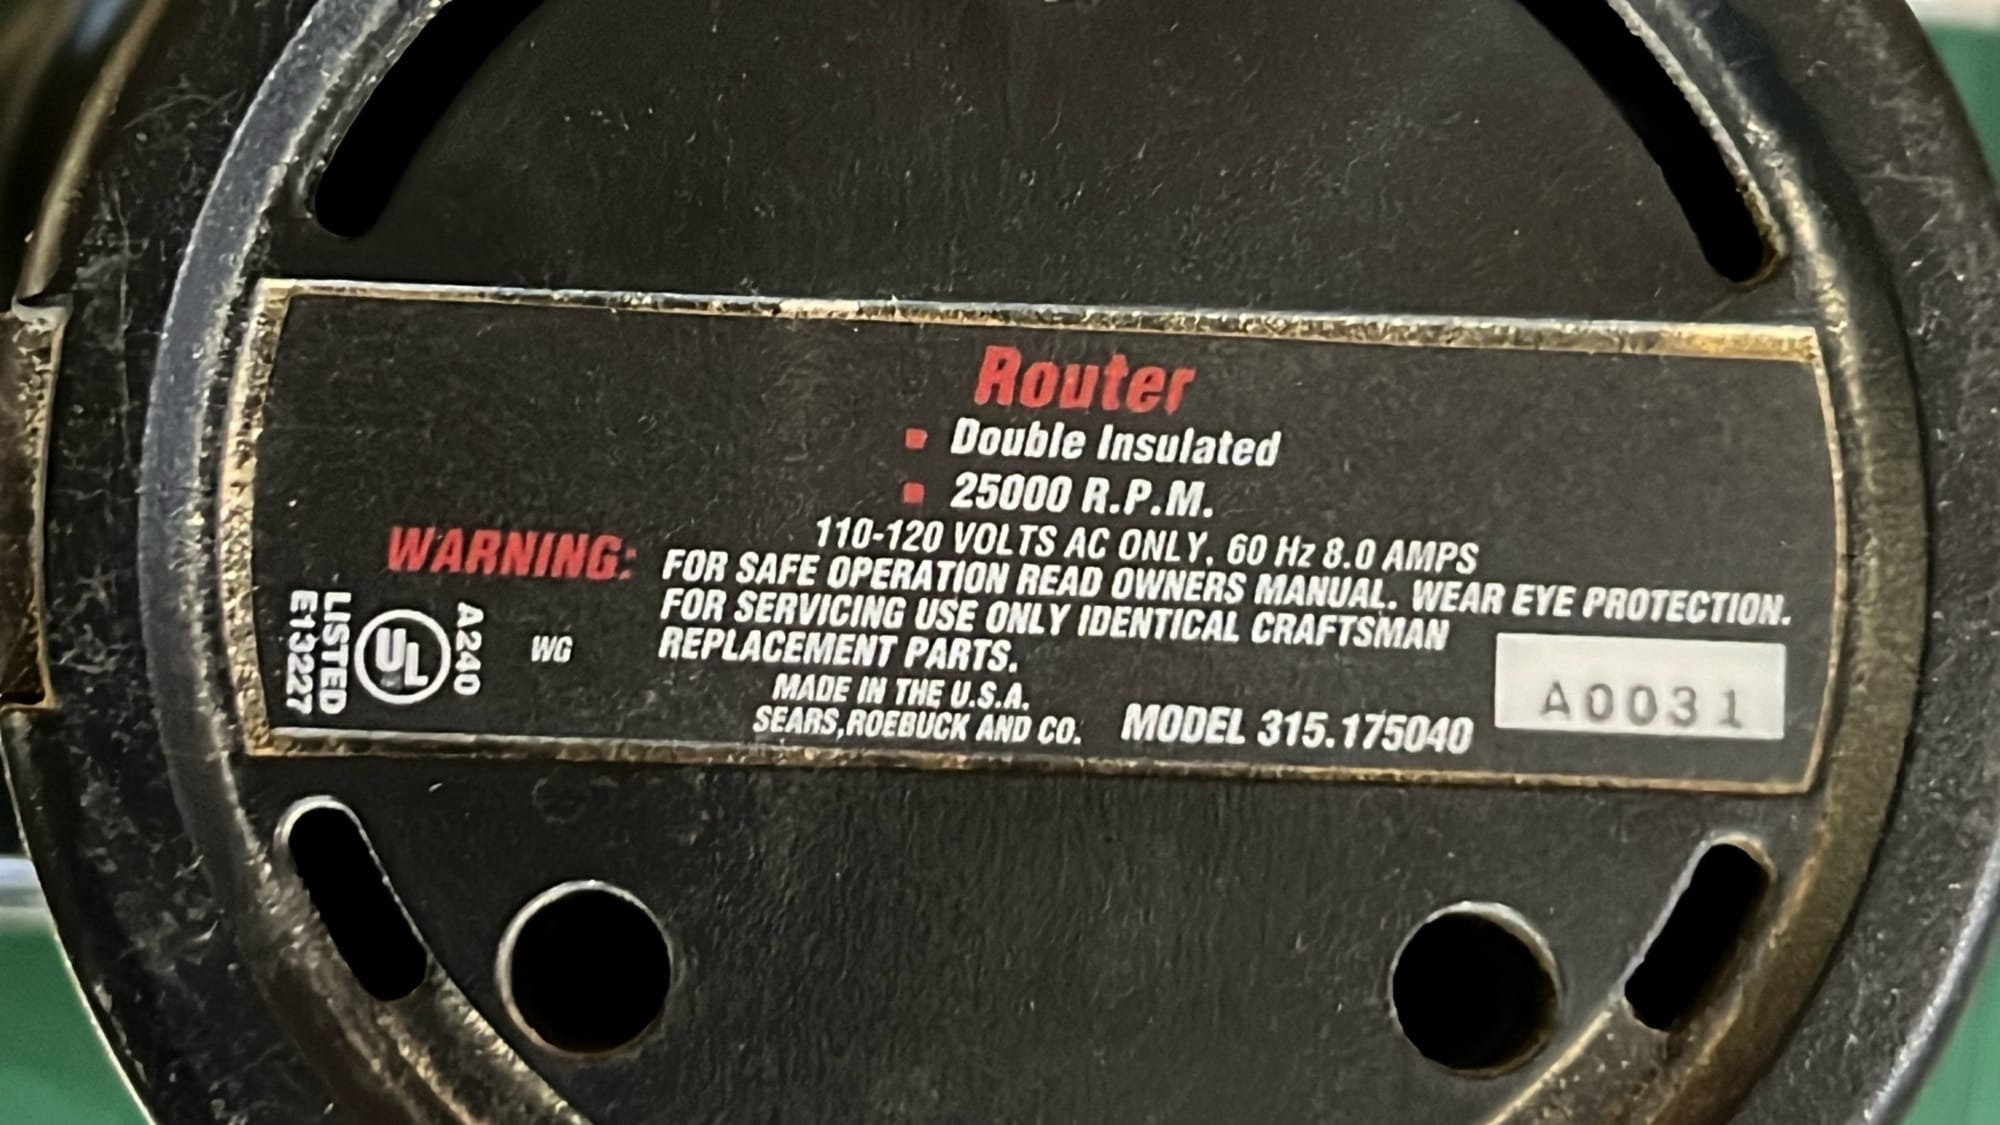 Router
Double Insulated
25000 R.P.M.
110-120 VOLTS AC ONLY, 60 Hz 8.0 AMPS
WARNING: FOR SAFE OPERATION READ OWNERS MANUAL. WEAR EYE PROTECTION.
FOR SERVICING USE ONLY IDENTICAL CRAFTSMAN
REPLACEMENT PARTS.
MADE IN THE U.S.A.
SEARS,ROEBUCK AND CO.
MODEL 315.175040
A0031
WG
A240
UL
LISTED
E13227